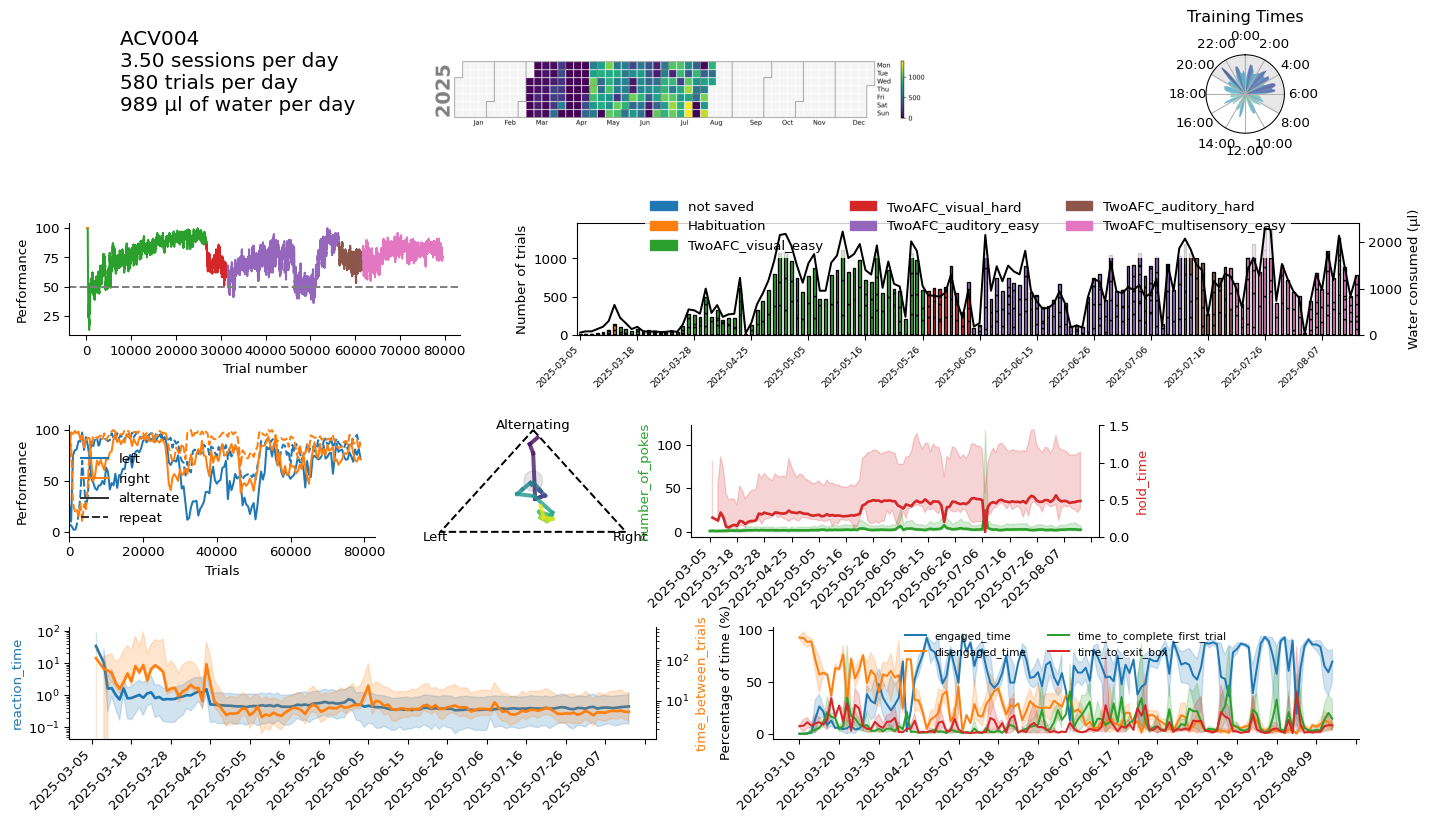 ACV004
3.50 sessions per day
580 trials per day
989 µl of water per day
2025
Mon
Tue
Wed
Thu
Fri
Sat
Sun
1000
500
0
Jan Feb Mar Apr May Jun Jul Aug Sep Oct Nov Dec
Training Times
0:00
2:00
4:00
6:00
8:00
10:00
12:00
14:00
16:00
18:00
20:00
22:00
Performance
100
75
50
25
0 10000 20000 30000 40000 50000 60000 70000 80000
Trial number
not saved
Habituation
TwoAFC_visual_easy
TwoAFC_visual_hard
TwoAFC_auditory_easy
TwoAFC_auditory_hard
TwoAFC_multisensory_easy
Number of trials
1000
500
0
Water consumed (µl)
2000
1000
0
2025-03-05 2025-03-18 2025-03-28 2025-04-25 2025-05-05 2025-05-16 2025-05-26 2025-06-05 2025-06-15 2025-06-26 2025-07-06 2025-07-16 2025-07-26 2025-08-07
Performance
100
50
0
left
right
alternate
repeat
0 20000 40000 60000 80000
Trials
Alternating
Left
Right
number_of_pokes
100
50
0
hold_time
1.5
1.0
0.5
0.0
2025-03-05 2025-03-18 2025-03-28 2025-04-25 2025-05-05 2025-05-16 2025-05-26 2025-06-05 2025-06-15 2025-06-26 2025-07-06 2025-07-16 2025-07-26 2025-08-07
reaction_time
10²
10¹
10⁰
10⁻¹
time_between_trials
10²
10¹
2025-03-05 2025-03-18 2025-03-28 2025-04-25 2025-05-05 2025-05-16 2025-05-26 2025-06-05 2025-06-15 2025-06-26 2025-07-06 2025-07-16 2025-07-26 2025-08-07
Percentage of time (%)
100
50
0
engaged_time
disengaged_time
time_to_complete_first_trial
time_to_exit_box
2025-03-10 2025-03-20 2025-03-30 2025-04-27 2025-05-07 2025-05-18 2025-05-28 2025-06-07 2025-06-17 2025-06-28 2025-07-08 2025-07-18 2025-07-28 2025-08-09